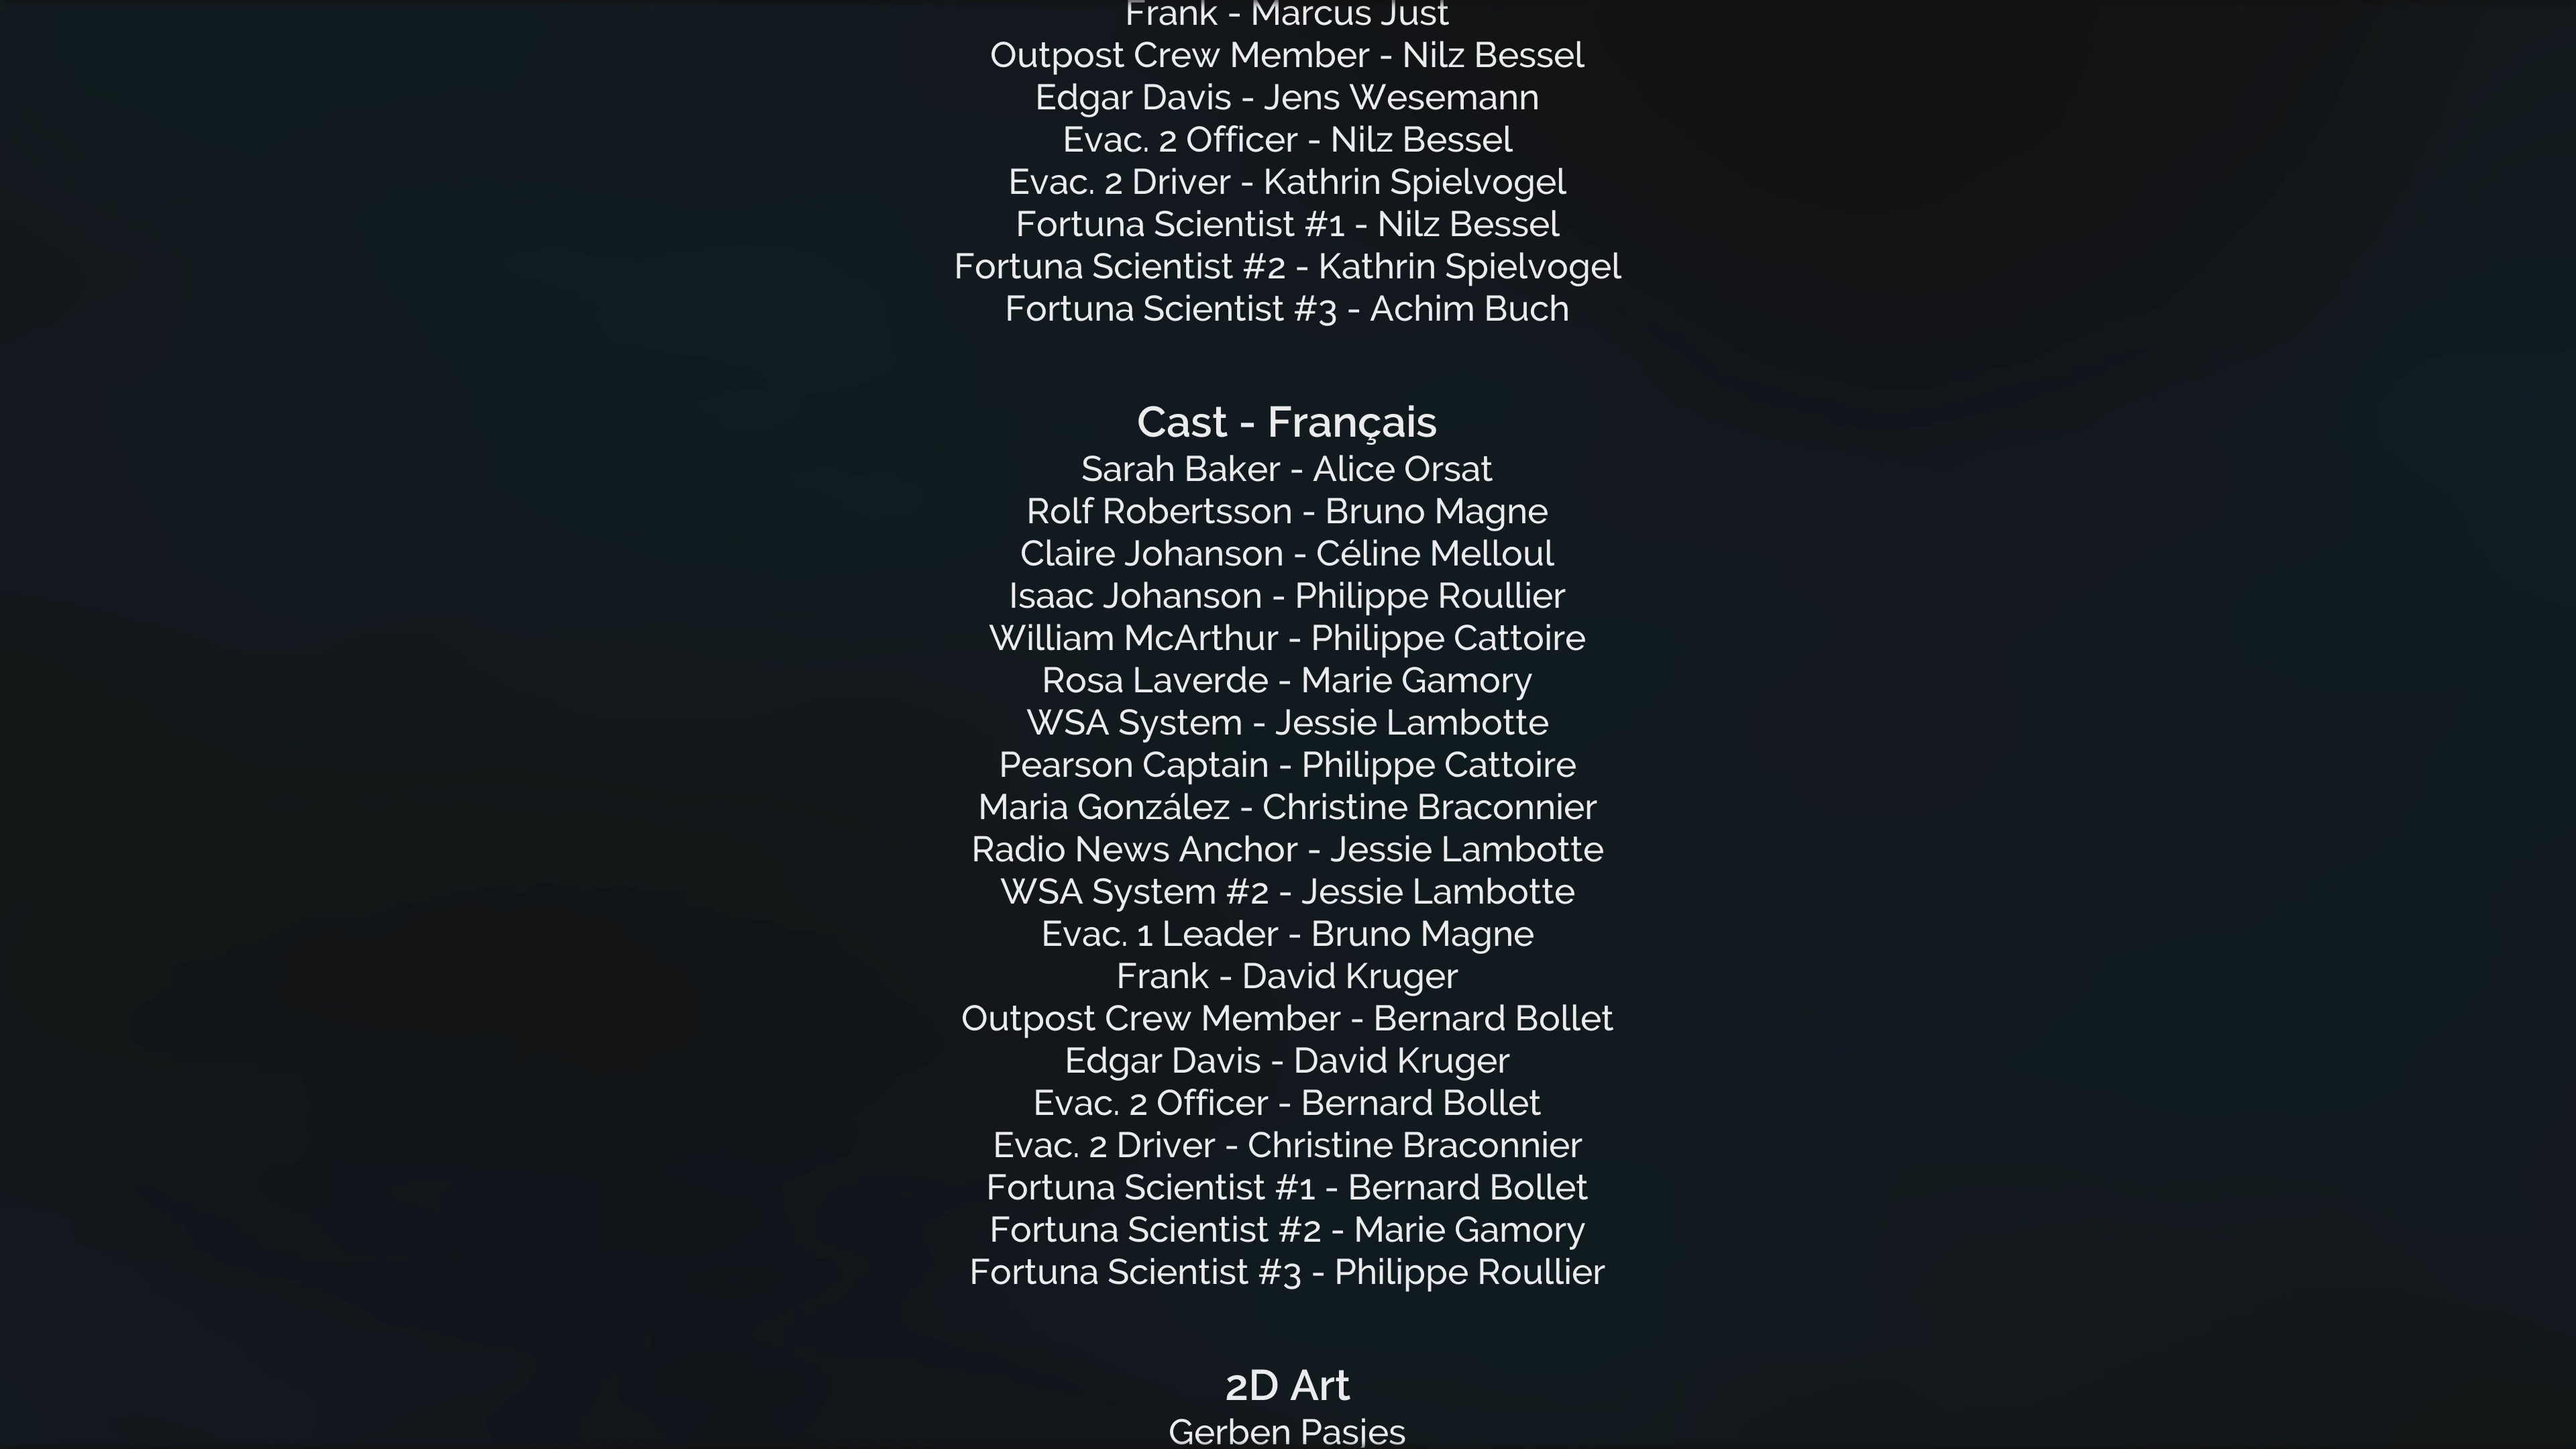 Frank - Marcus Just
Outpost Crew Member - Nilz Bessel
Edgar Davis - Jens Wesemann
Evac. 2 Officer - Nilz Bessel
Evac. 2 Driver - Kathrin Spielvogel
Fortuna Scientist #1 - Nilz Bessel
Fortuna Scientist #2 - Kathrin Spielvogel
Fortuna Scientist #3 - Achim Buch
Cast - Français
Sarah Baker - Alice Orsat
Rolf Robertsson - Bruno Magne
Claire Johanson - Céline Melloul
Isaac Johanson - Philippe Roullier
William McArthur - Philippe Cattoire
Rosa Laverde - Marie Gamory
WSA System - Jessie Lambotte
Pearson Captain - Philippe Cattoire
Maria González - Christine Braconnier
Radio News Anchor - Jessie Lambotte
WSA System #2 - Jessie Lambotte
Evac. 1 Leader - Bruno Magne
Frank - David Kruger
Outpost Crew Member - Bernard Bollet
Edgar Davis - David Kruger
Evac. 2 Officer - Bernard Bollet
Evac. 2 Driver - Christine Braconnier
Fortuna Scientist #1 - Bernard Bollet
Fortuna Scientist #2 - Marie Gamory
Fortuna Scientist #3 - Philippe Roullier
2D Art
Gerben Pasjes